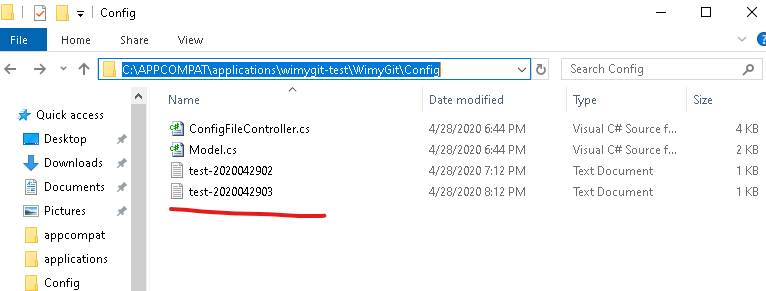 Config
File
Home
Share
View
C:\APPCOMPAT\applications\wimygit-test\WimyGit\Config
Search Config
Name
Date modified
Type
Size
Quick access
Desktop
Downloads
Documents
Pictures
appcompat
applications
Config
ConfigFileController.cs 4/28/2020 6:44 PM Visual C# Source f... 4 KB
Model.cs 4/28/2020 6:44 PM Visual C# Source f... 2 KB
test-2020042902 4/28/2020 7:12 PM Text Document 1 KB
test-2020042903 4/28/2020 8:12 PM Text Document 1 KB